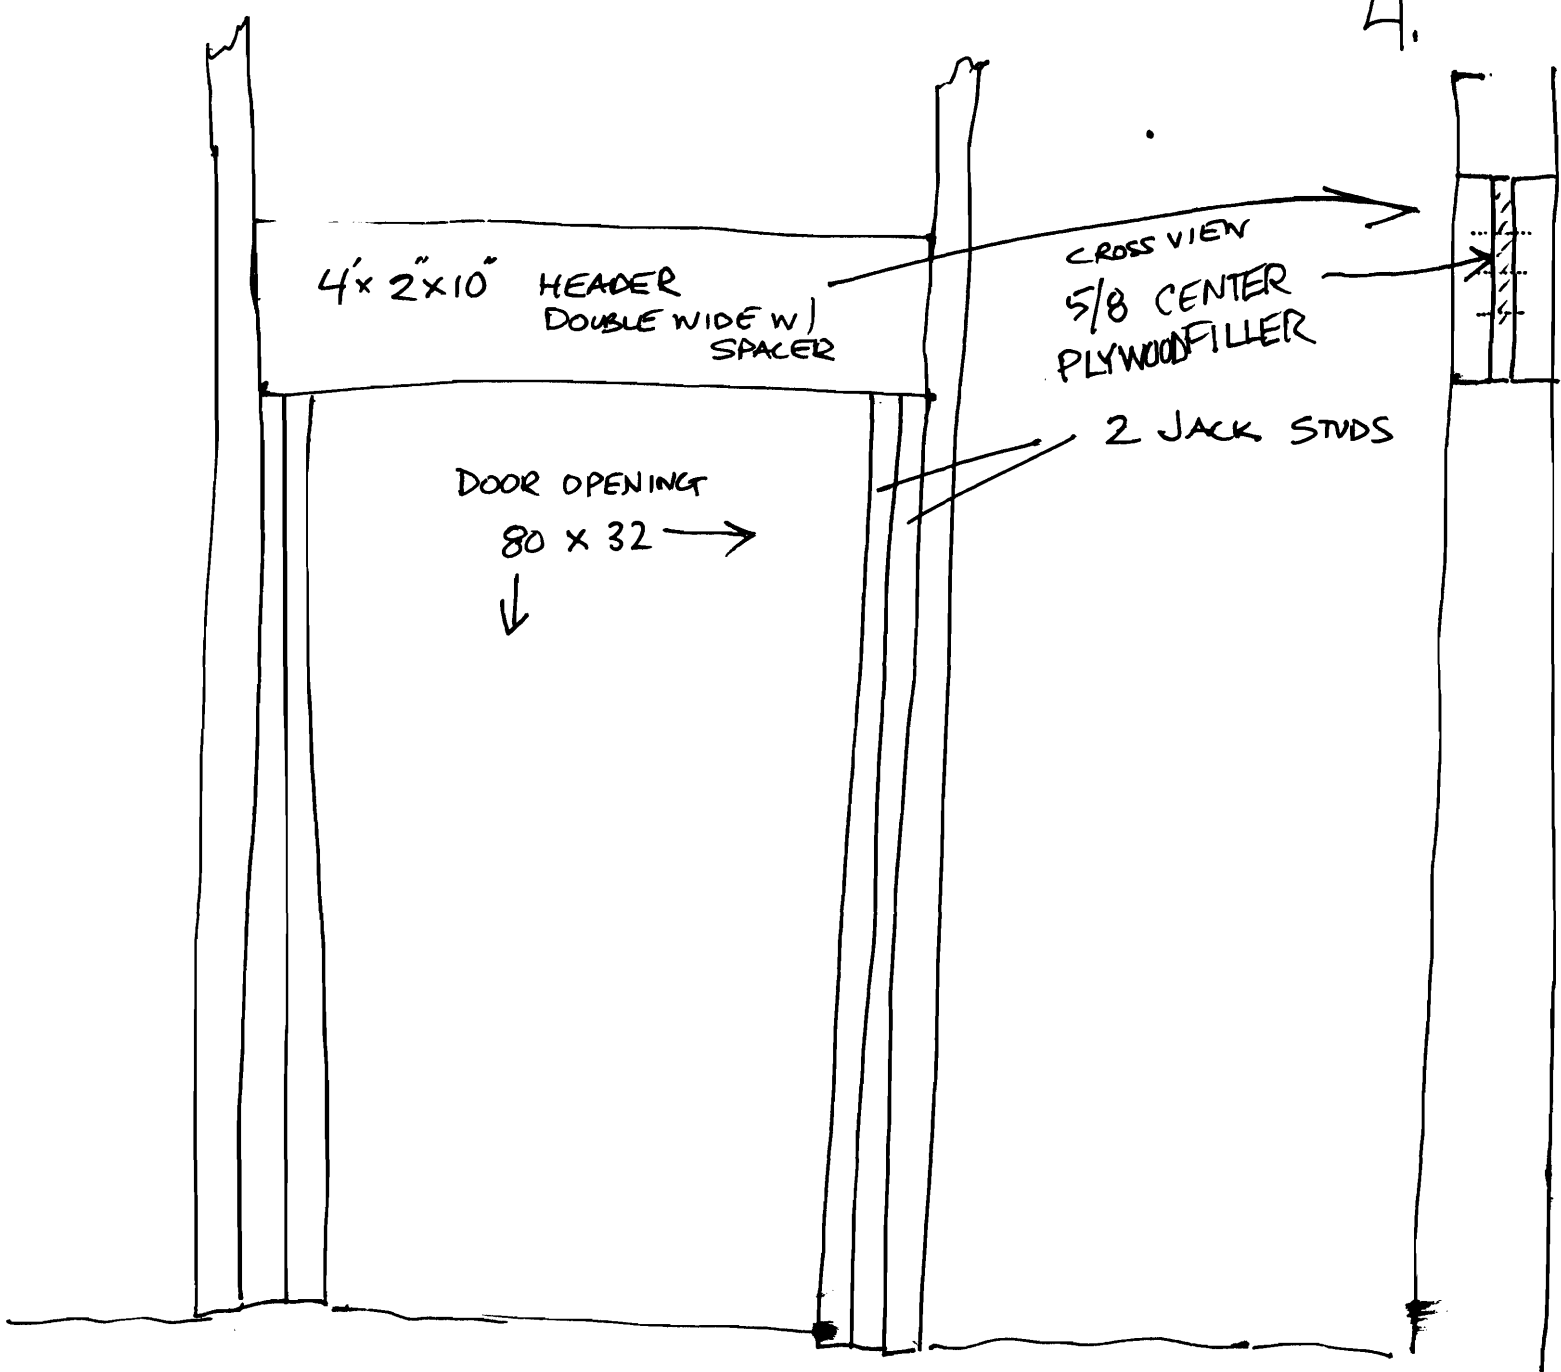 4.
4'x 2"x10" HEADER
DOUBLE WIDE W/
SPACER
CROSS VIEW
5/8 CENTER
PLYWOOD FILLER
2 JACK STUDS
DOOR OPENING
80 x 32